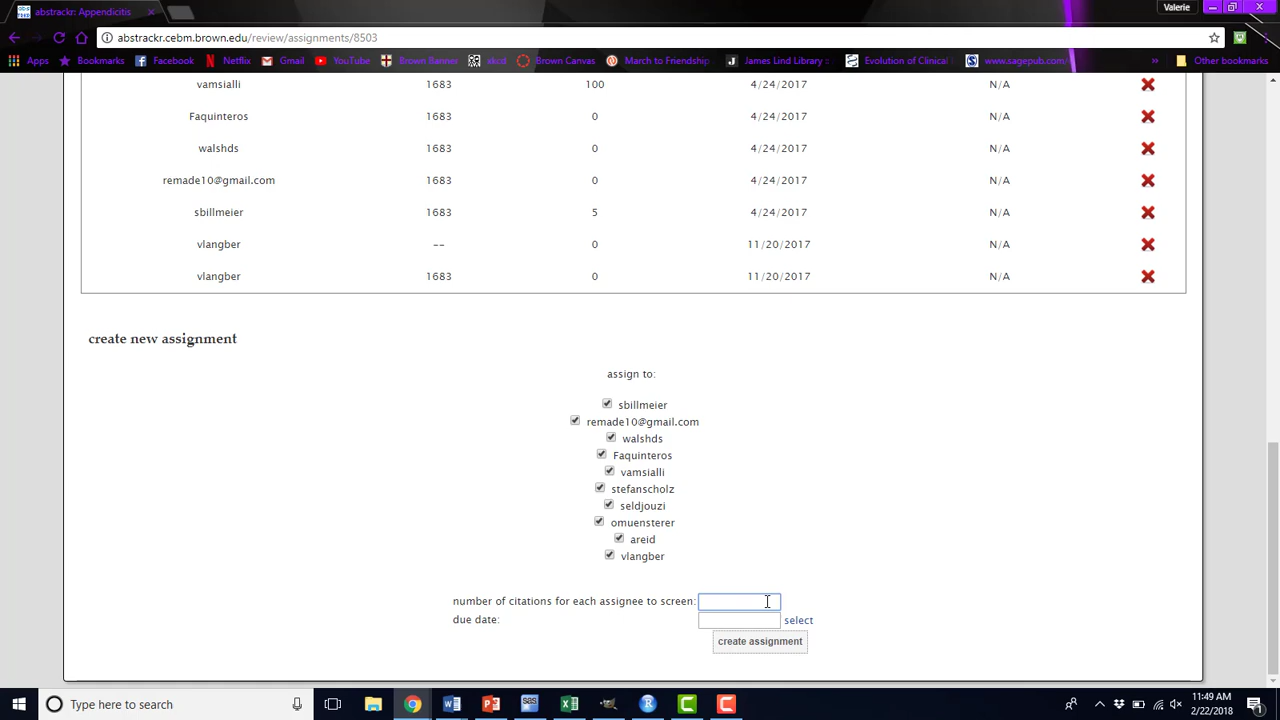 abstrackr: Appendicitis
Valerie
abstrackr.cebm.brown.edu/review/assignments/8503
Apps Bookmarks Facebook Netflix Gmail YouTube Brown Banner xkcd Brown Canvas March to Friendship James Lind Library :: Evolution of Clinical www.sagepub.com/ » Other bookmarks
vamsialli 1683 100 4/24/2017 N/A
Faquinteros 1683 0 4/24/2017 N/A
walshds 1683 0 4/24/2017 N/A
remade10@gmail.com 1683 0 4/24/2017 N/A
sbillmeier 1683 5 4/24/2017 N/A
vlangber -- 0 11/20/2017 N/A
vlangber 1683 0 11/20/2017 N/A
create new assignment
assign to:
sbillmeier
remade10@gmail.com
walshds
Faquinteros
vamsialli
stefanscholz
seldjouzi
omuensterer
areid
vlangber
number of citations for each assignee to screen:
due date: select
create assignment
Type here to search
11:49 AM
2/22/2018